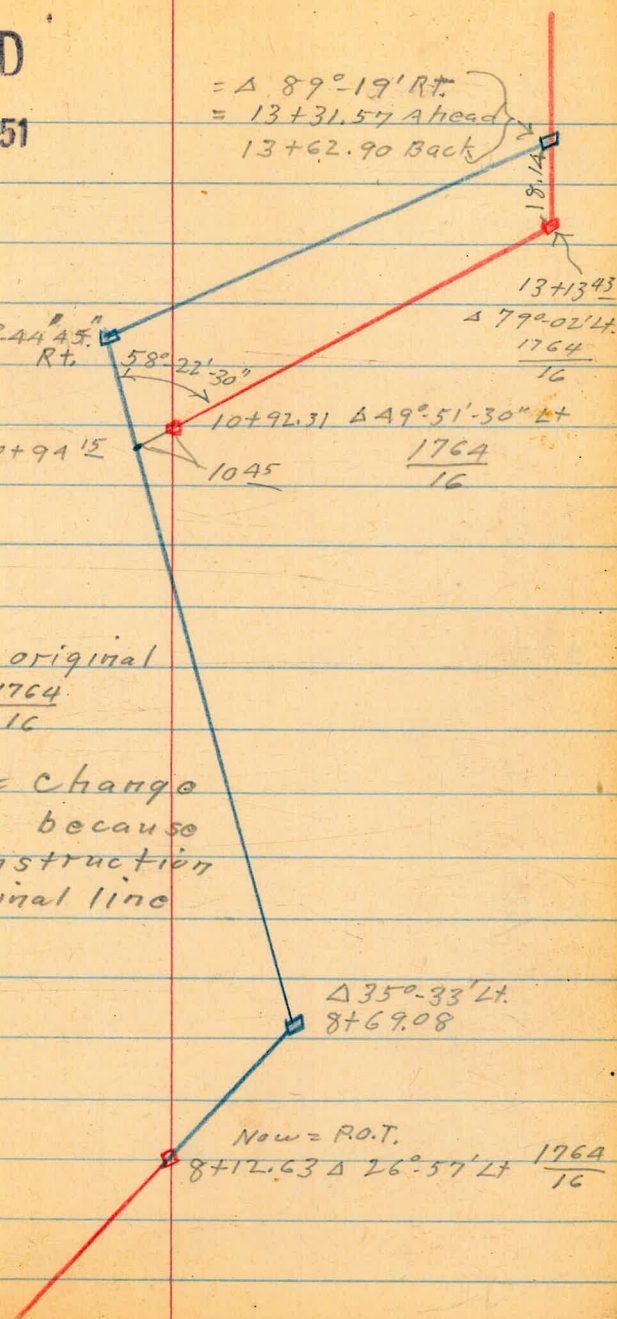 D
51
= Δ 89°-19' Rt.
= 13+31.57 Ahead
13+62.90 Back
18.14
13+13 43
Δ 79°-02' Lt.
1764
16
°-44'45"
Rt.
58°-22'-30"
10+92.31 Δ 49°-51'-30" Lt
1764
16
+94 15
10 45
original
1764
16
= Change
because
nstruction
inal line
Δ 35°-33' Lt.
8+69.08
Now = P.O.T.
8+12.63 Δ 26°-57' Lt 1764
16